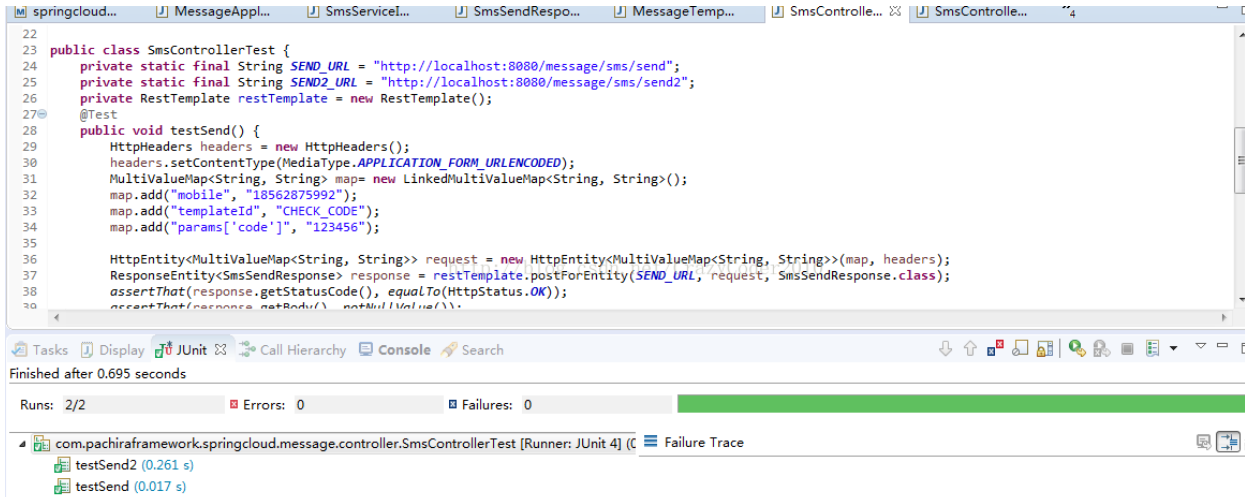 springcloud... MessageAppl... SmsServiceI... SmsSendRespo... MessageTemp... SmsControlle... SmsControlle... "4
22
23 public class SmsControllerTest {
24 private static final String SEND_URL = "http://localhost:8080/message/sms/send";
25 private static final String SEND2_URL = "http://localhost:8080/message/sms/send2";
26 private RestTemplate restTemplate = new RestTemplate();
27 @Test
28 public void testSend() {
29 HttpHeaders headers = new HttpHeaders();
30 headers.setContentType(MediaType.APPLICATION_FORM_URLENCODED);
31 MultiValueMap<String, String> map= new LinkedMultiValueMap<String, String>();
32 map.add("mobile", "18562875992");
33 map.add("templateId", "CHECK_CODE");
34 map.add("params['code']", "123456");
35
36 HttpEntity<MultiValueMap<String, String>> request = new HttpEntity<MultiValueMap<String, String>>(map, headers);
37 ResponseEntity<SmsSendResponse> response = restTemplate.postForEntity(SEND_URL, request, SmsSendResponse.class);
38 assertThat(response.getStatusCode(), equalTo(HttpStatus.OK));
39 assertThat(response.getBody(), notNullValue());
Tasks Display JUnit Call Hierarchy Console Search
Finished after 0.695 seconds
Runs: 2/2 Errors: 0 Failures: 0
com.pachiraframework.springcloud.message.controller.SmsControllerTest [Runner: JUnit 4] (0 Failure Trace
testSend2 (0.261 s)
testSend (0.017 s)